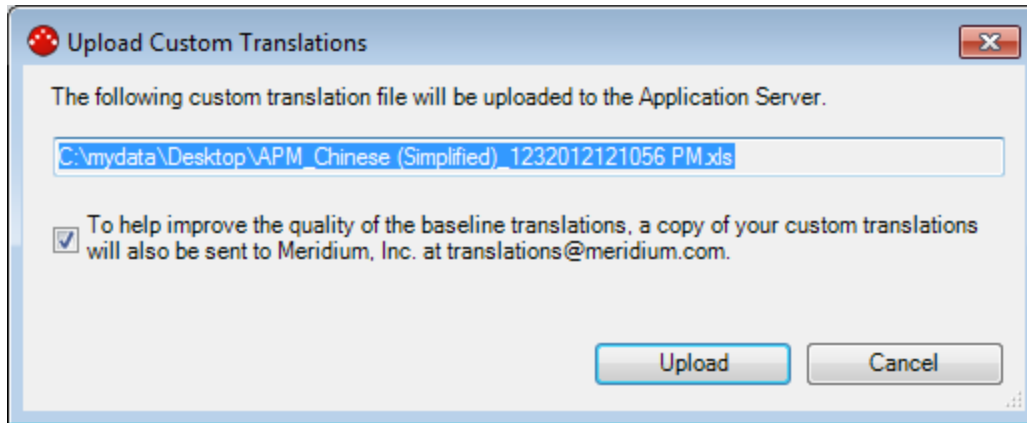 Upload Custom Translations
The following custom translation file will be uploaded to the Application Server.
C:\mydata\Desktop\APM_Chinese (Simplified)_1232012121056 PM.xls
To help improve the quality of the baseline translations, a copy of your custom translations
will also be sent to Meridium, Inc. at translations@meridium.com.
Upload Cancel